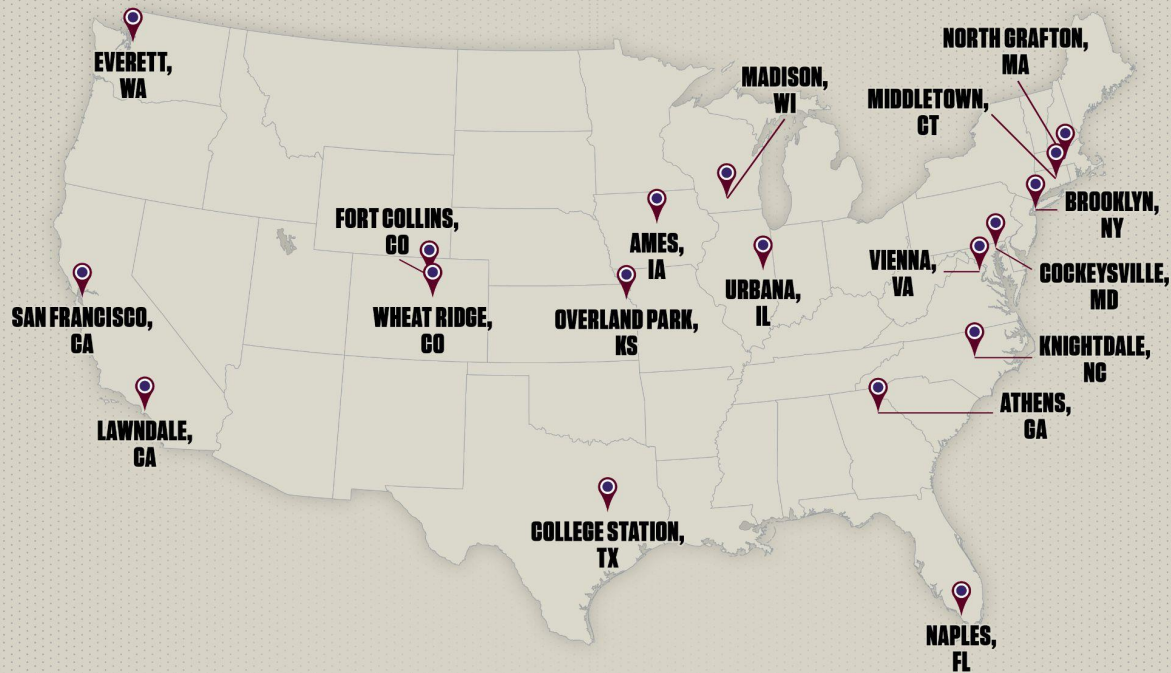 EVERETT,
WA
NORTH GRAFTON,
MA
MADISON,
WI
MIDDLETOWN,
CT
BROOKLYN,
NY
FORT COLLINS,
CO
AMES,
IA
VIENNA,
VA
COCKEYSVILLE,
MD
URBANA,
IL
SAN FRANCISCO,
CA
WHEAT RIDGE,
CO
OVERLAND PARK,
KS
KNIGHTDALE,
NC
ATHENS,
GA
LAWNDALE,
CA
COLLEGE STATION,
TX
NAPLES,
FL